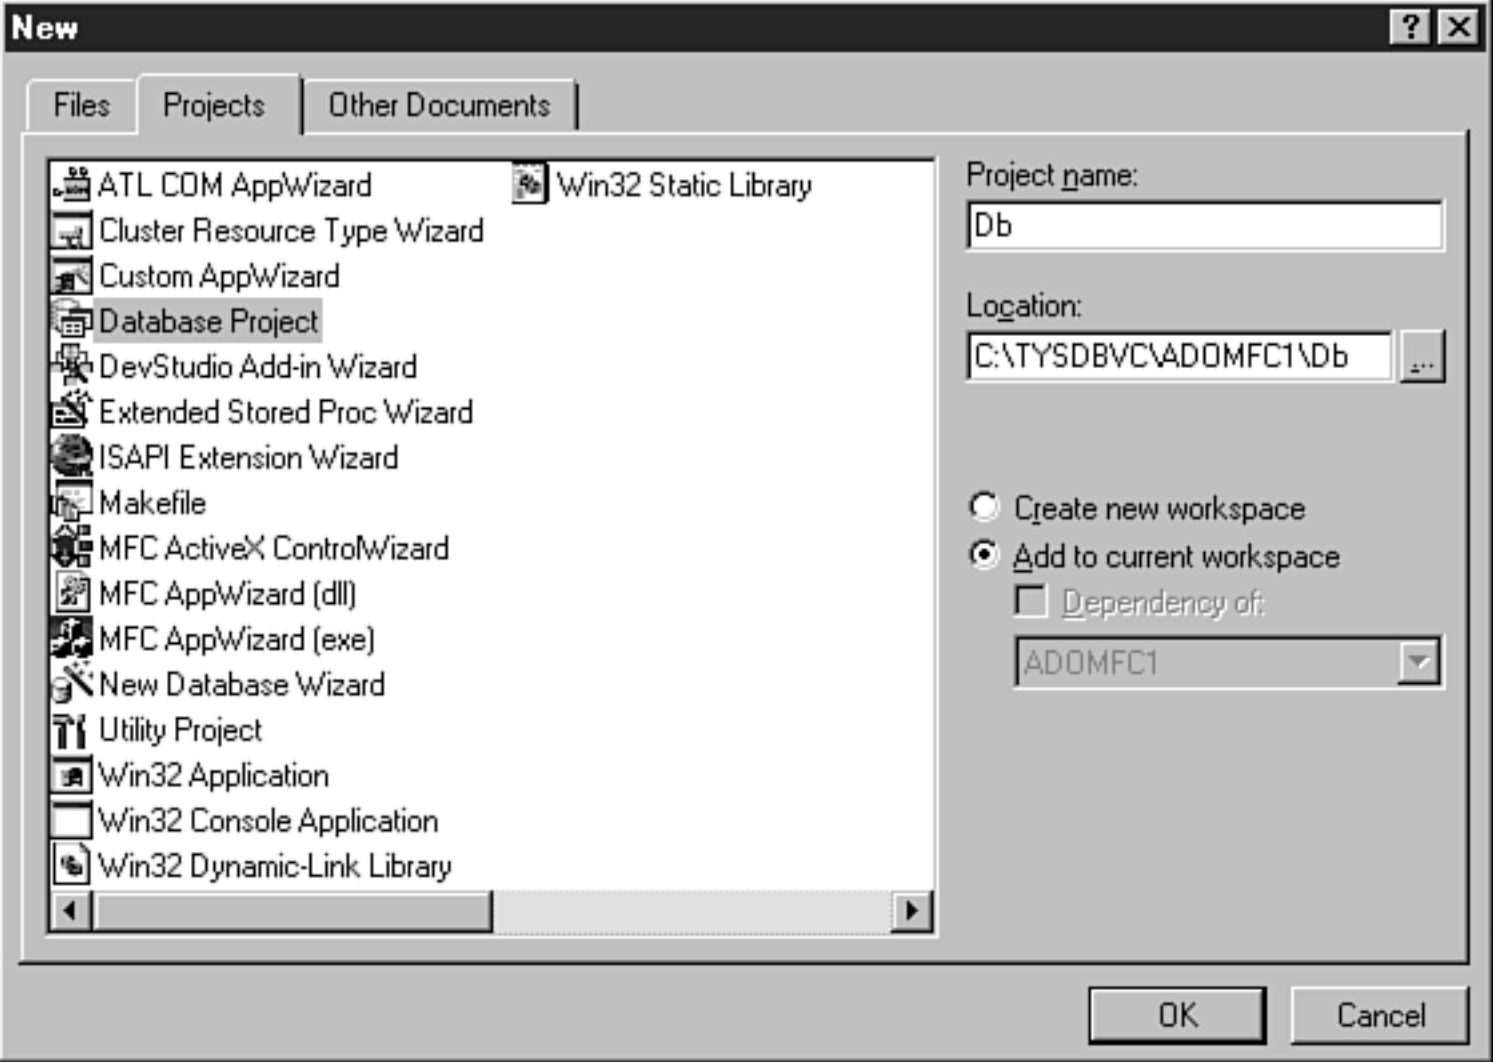 New
Files
Projects
Other Documents
ATL COM AppWizard
Cluster Resource Type Wizard
Custom AppWizard
Database Project
DevStudio Add-in Wizard
Extended Stored Proc Wizard
ISAPI Extension Wizard
Makefile
MFC ActiveX ControlWizard
MFC AppWizard (dll)
MFC AppWizard (exe)
New Database Wizard
Utility Project
Win32 Application
Win32 Console Application
Win32 Dynamic-Link Library
Win32 Static Library
Project name:
Db
Location:
C:\TYSDBVC\ADOMFC1\Db
...
Create new workspace
Add to current workspace
Dependency of:
ADOMFC1
OK
Cancel